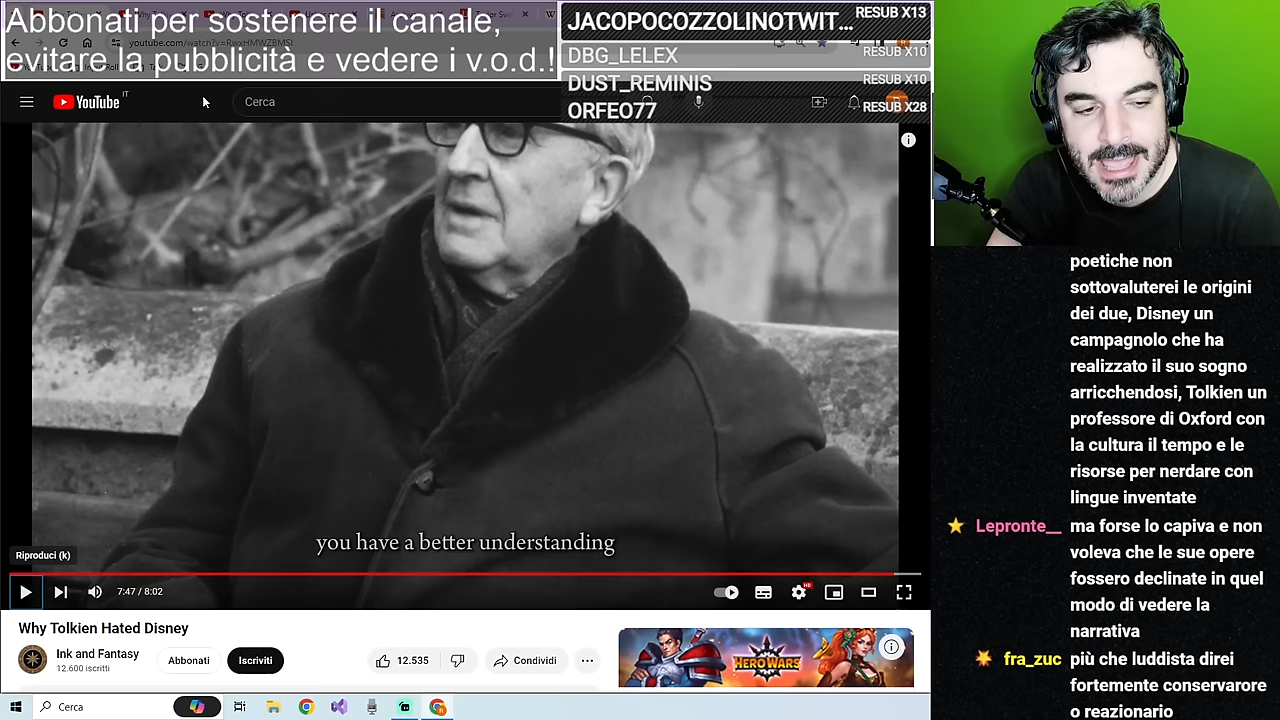 Abbonati per sostenere il canale,
evitare la pubblicità e vedere i v.o.d.!
JACOPOCOZZOLINOTWIT... RESUB X13
DBG_LELEX RESUB X10
DUST_REMINIS RESUB X10
ORFEO77 RESUB X28
YouTube IT
Cerca
you have a better understanding
Riproduci (k)
7:47 / 8:02
HD
Why Tolkien Hated Disney
Ink and Fantasy
12.600 iscritti
Abbonati
Iscriviti
12.535
Condividi
HERO WARS
Cerca
poetiche non
sottovaluterei le origini
dei due, Disney un
campagnolo che ha
realizzato il suo sogno
arricchendosi, Tolkien un
professore di Oxford con
la cultura il tempo e le
risorse per nerdare con
lingue inventate
Lepronte__ ma forse lo capiva e non
voleva che le sue opere
fossero declinate in quel
modo di vedere la
narrativa
fra_zuc più che luddista direi
fortemente conservarore
o reazionario